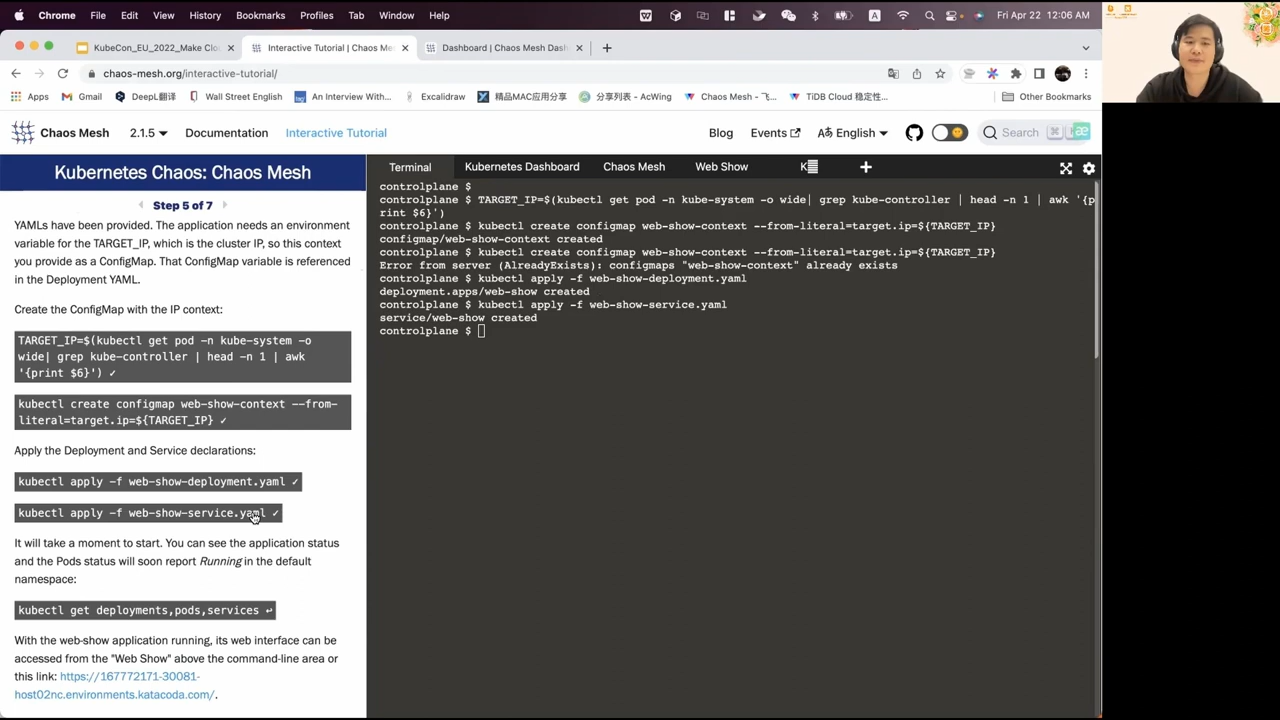 Chrome File Edit View History Bookmarks Profiles Tab Window Help
A
Fri Apr 22 12:06 AM
KubeCon_EU_2022_Make Clou
Interactive Tutorial | Chaos Me
Dashboard | Chaos Mesh Dash
chaos-mesh.org/interactive-tutorial/
Apps Gmail DeepL翻译 Wall Street English An Interview With... Excalidraw 精品MAC应用分享 分享列表 - AcWing Chaos Mesh - 飞... TiDB Cloud 稳定性... Other Bookmarks
Chaos Mesh 2.1.5 Documentation Interactive Tutorial Blog Events English Search
Kubernetes Chaos: Chaos Mesh
Step 5 of 7
YAMLs have been provided. The application needs an environment
variable for the TARGET_IP, which is the cluster IP, so this context
you provide as a ConfigMap. That ConfigMap variable is referenced
in the Deployment YAML.
Create the ConfigMap with the IP context:
TARGET_IP=$(kubectl get pod -n kube-system -o
wide| grep kube-controller | head -n 1 | awk
'{print $6}') ✓
kubectl create configmap web-show-context --from-
literal=target.ip=${TARGET_IP} ✓
Apply the Deployment and Service declarations:
kubectl apply -f web-show-deployment.yaml ✓
kubectl apply -f web-show-service.yaml ✓
It will take a moment to start. You can see the application status
and the Pods status will soon report Running in the default
namespace:
kubectl get deployments,pods,services ↩
With the web-show application running, its web interface can be
accessed from the "Web Show" above the command-line area or
this link: https://167772171-30081-
host02nc.environments.katacoda.com/.
Terminal Kubernetes Dashboard Chaos Mesh Web Show K +
controlplane $
controlplane $ TARGET_IP=$(kubectl get pod -n kube-system -o wide| grep kube-controller | head -n 1 | awk '{p
rint $6}')
controlplane $ kubectl create configmap web-show-context --from-literal=target.ip=${TARGET_IP}
configmap/web-show-context created
controlplane $ kubectl create configmap web-show-context --from-literal=target.ip=${TARGET_IP}
Error from server (AlreadyExists): configmaps "web-show-context" already exists
controlplane $ kubectl apply -f web-show-deployment.yaml
deployment.apps/web-show created
controlplane $ kubectl apply -f web-show-service.yaml
service/web-show created
controlplane $